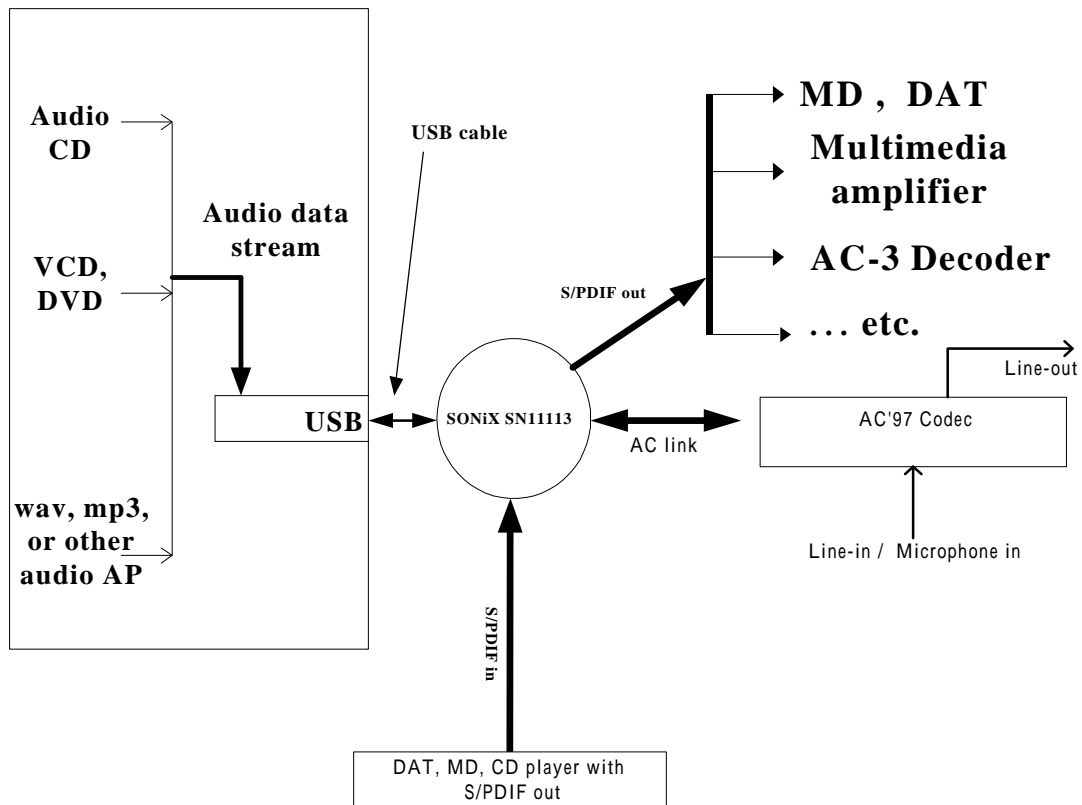 Audio
CD
VCD,
DVD
wav, mp3,
or other
audio AP
Audio data
stream
USB
USB cable
SONiX SN11113
S/PDIF out
MD , DAT
Multimedia
amplifier
AC-3 Decoder
... etc.
Line-out
AC'97 Codec
AC link
Line-in / Microphone in
S/PDIF in
DAT, MD, CD player with
S/PDIF out